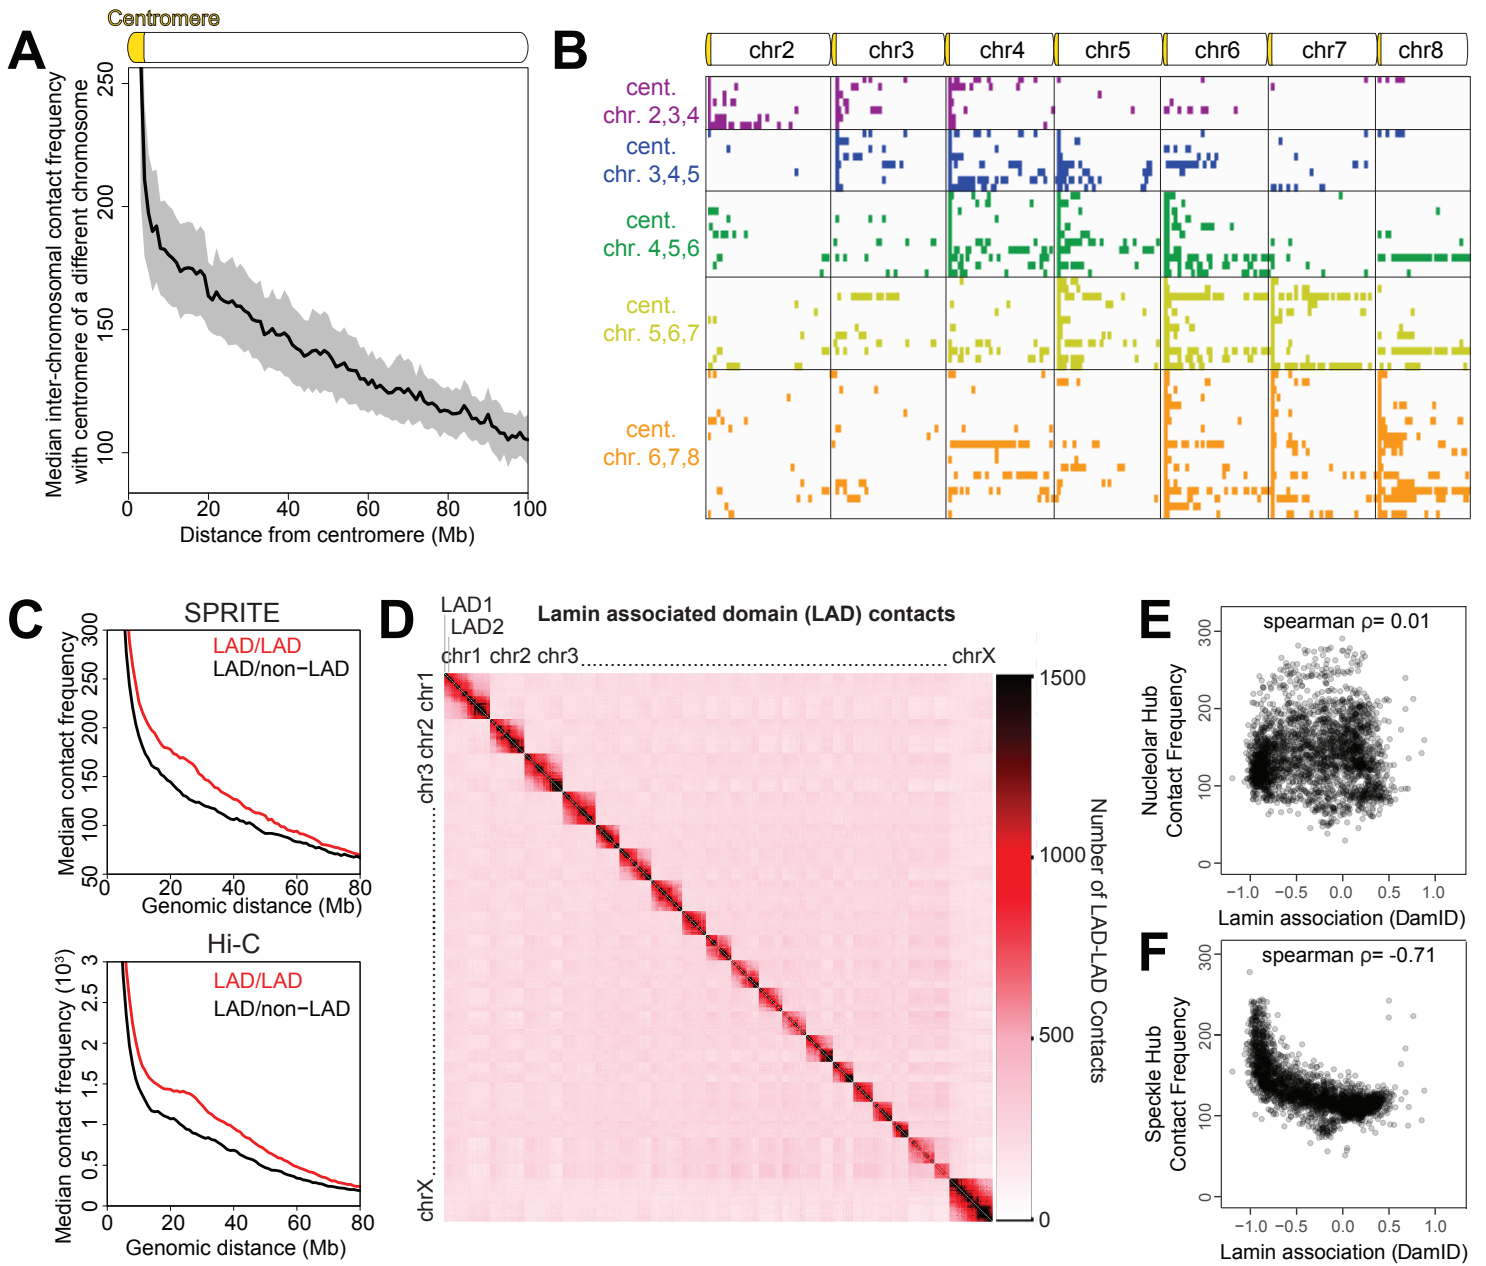 A
Centromere
Median inter-chromosomal contact frequency
with centromere of a different chromosome
250
200
150
100
0
20
40
60
80
100
Distance from centromere (Mb)
B
chr2
chr3
chr4
chr5
chr6
chr7
chr8
cent.
chr. 2,3,4
cent.
chr. 3,4,5
cent.
chr. 4,5,6
cent.
chr. 5,6,7
cent.
chr. 6,7,8
C
SPRITE
LAD/LAD
LAD/non−LAD
Median contact frequency
300
250
200
150
100
50
0
20
40
60
80
Genomic distance (Mb)
Hi-C
LAD/LAD
LAD/non−LAD
Median contact frequency (10³)
3
2.5
2
1.5
1
0.5
0
0
20
40
60
80
Genomic distance (Mb)
D
LAD1
LAD2
Lamin associated domain (LAD) contacts
chr1 chr2 chr3
chrX
chr3 chr2 chr1
chrX
1500
1000
500
0
Number of LAD-LAD Contacts
E
spearman ρ= 0.01
Nucleolar Hub
Contact Frequency
300
200
100
0
−1.0
−0.5
0.0
0.5
1.0
Lamin association (DamID)
F
spearman ρ= -0.71
Speckle Hub
Contact Frequency
300
200
100
0
−1.0
−0.5
0.0
0.5
1.0
Lamin association (DamID)